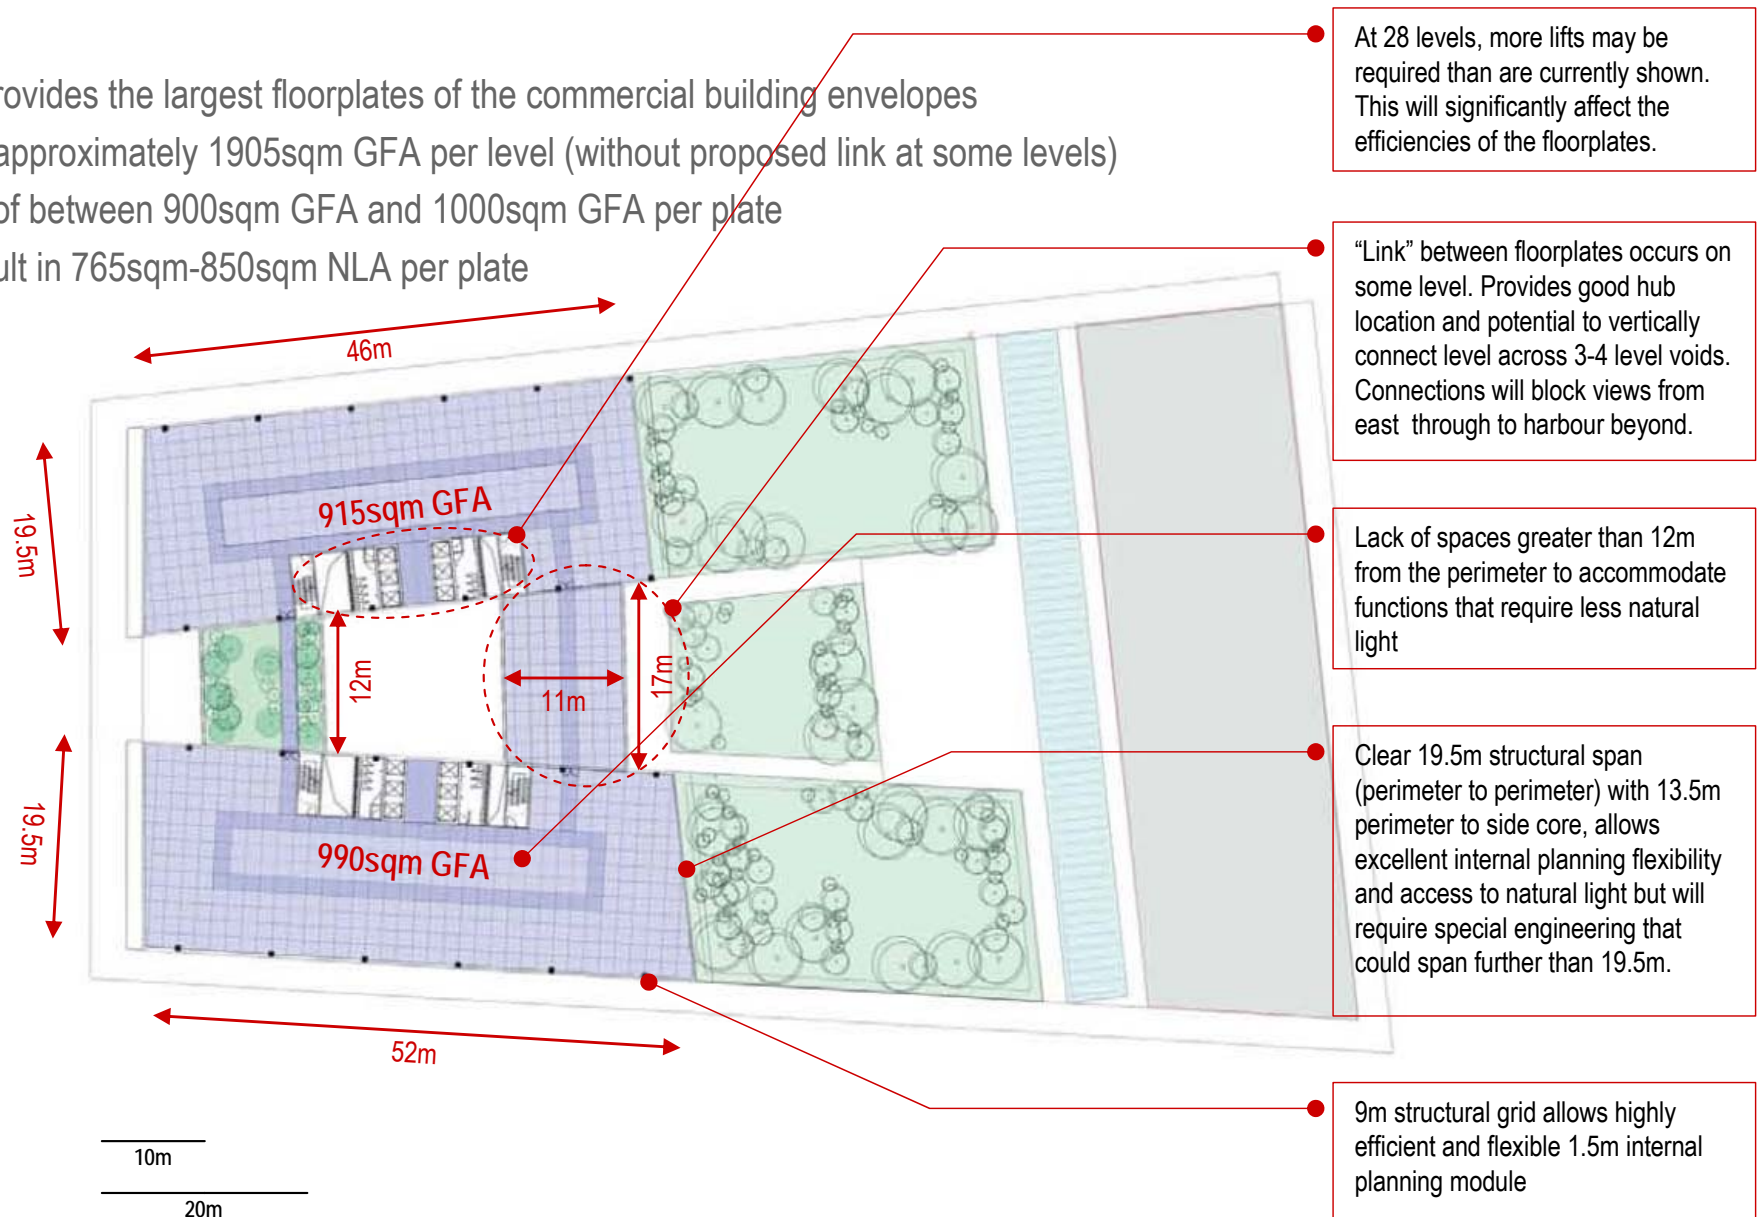 rovides the largest floorplates of the commercial building envelopes
approximately 1905sqm GFA per level (without proposed link at some levels)
of between 900sqm GFA and 1000sqm GFA per plate
ult in 765sqm-850sqm NLA per plate
At 28 levels, more lifts may be
required than are currently shown.
This will significantly affect the
efficiencies of the floorplates.
“Link” between floorplates occurs on
some level. Provides good hub
location and potential to vertically
connect level across 3-4 level voids.
Connections will block views from
east through to harbour beyond.
Lack of spaces greater than 12m
from the perimeter to accommodate
functions that require less natural
light
Clear 19.5m structural span
(perimeter to perimeter) with 13.5m
perimeter to side core, allows
excellent internal planning flexibility
and access to natural light but will
require special engineering that
could span further than 19.5m.
9m structural grid allows highly
efficient and flexible 1.5m internal
planning module
46m
19.5m
915sqm GFA
12m
11m
17m
19.5m
990sqm GFA
52m
10m
20m